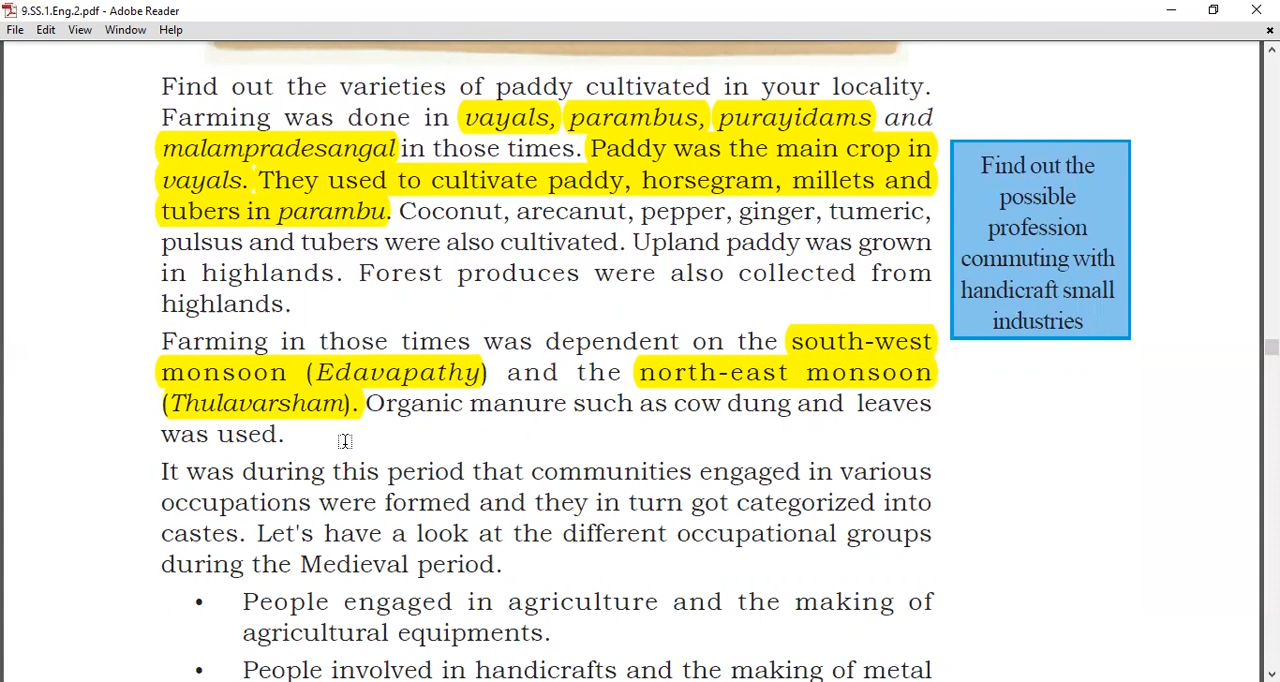 9.SS.1.Eng.2.pdf - Adobe Reader
File Edit View Window Help
Find out the varieties of paddy cultivated in your locality.
Farming was done in vayals, parambus, purayidams and
malampradesangal in those times. Paddy was the main crop in
vayals. They used to cultivate paddy, horsegram, millets and
tubers in parambu. Coconut, arecanut, pepper, ginger, tumeric,
pulsus and tubers were also cultivated. Upland paddy was grown
in highlands. Forest produces were also collected from
highlands.
Farming in those times was dependent on the south-west
monsoon (Edavapathy) and the north-east monsoon
(Thulavarsham). Organic manure such as cow dung and leaves
was used.
It was during this period that communities engaged in various
occupations were formed and they in turn got categorized into
castes. Let's have a look at the different occupational groups
during the Medieval period.
• People engaged in agriculture and the making of
agricultural equipments.
• People involved in handicrafts and the making of metal
Find out the
possible
profession
commuting with
handicraft small
industries